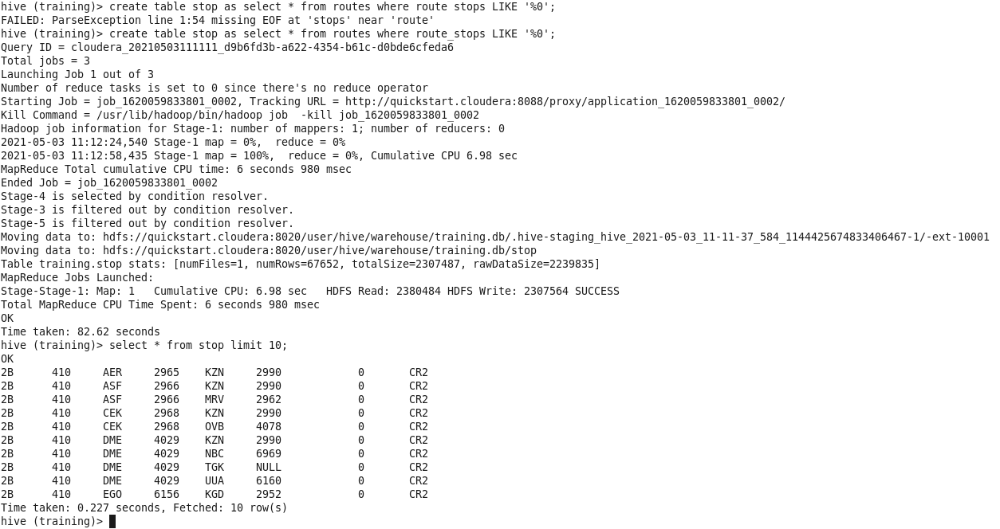 hive (training)> create table stop as select * from routes where route stops LIKE '%0';
FAILED: ParseException line 1:54 missing EOF at 'stops' near 'route'
hive (training)> create table stop as select * from routes where route_stops LIKE '%0';
Query ID = cloudera_20210503111111_d9b6fd3b-a622-4354-b61c-d0bde6cfeda6
Total jobs = 3
Launching Job 1 out of 3
Number of reduce tasks is set to 0 since there's no reduce operator
Starting Job = job_1620059833801_0002, Tracking URL = http://quickstart.cloudera:8088/proxy/application_1620059833801_0002/
Kill Command = /usr/lib/hadoop/bin/hadoop job  -kill job_1620059833801_0002
Hadoop job information for Stage-1: number of mappers: 1; number of reducers: 0
2021-05-03 11:12:24,540 Stage-1 map = 0%,  reduce = 0%
2021-05-03 11:12:58,435 Stage-1 map = 100%,  reduce = 0%, Cumulative CPU 6.98 sec
MapReduce Total cumulative CPU time: 6 seconds 980 msec
Ended Job = job_1620059833801_0002
Stage-4 is selected by condition resolver.
Stage-3 is filtered out by condition resolver.
Stage-5 is filtered out by condition resolver.
Moving data to: hdfs://quickstart.cloudera:8020/user/hive/warehouse/training.db/.hive-staging_hive_2021-05-03_11-11-37_584_1144425674833406467-1/-ext-10001
Moving data to: hdfs://quickstart.cloudera:8020/user/hive/warehouse/training.db/stop
Table training.stop stats: [numFiles=1, numRows=67652, totalSize=2307487, rawDataSize=2239835]
MapReduce Jobs Launched:
Stage-Stage-1: Map: 1   Cumulative CPU: 6.98 sec   HDFS Read: 2380484 HDFS Write: 2307564 SUCCESS
Total MapReduce CPU Time Spent: 6 seconds 980 msec
OK
Time taken: 82.62 seconds
hive (training)> select * from stop limit 10;
OK
2B      410     AER     2965    KZN     2990            0       CR2
2B      410     ASF     2966    KZN     2990            0       CR2
2B      410     ASF     2966    MRV     2962            0       CR2
2B      410     CEK     2968    KZN     2990            0       CR2
2B      410     CEK     2968    OVB     4078            0       CR2
2B      410     DME     4029    KZN     2990            0       CR2
2B      410     DME     4029    NBC     6969            0       CR2
2B      410     DME     4029    TGK     NULL            0       CR2
2B      410     DME     4029    UUA     6160            0       CR2
2B      410     EGO     6156    KGD     2952            0       CR2
Time taken: 0.227 seconds, Fetched: 10 row(s)
hive (training)>